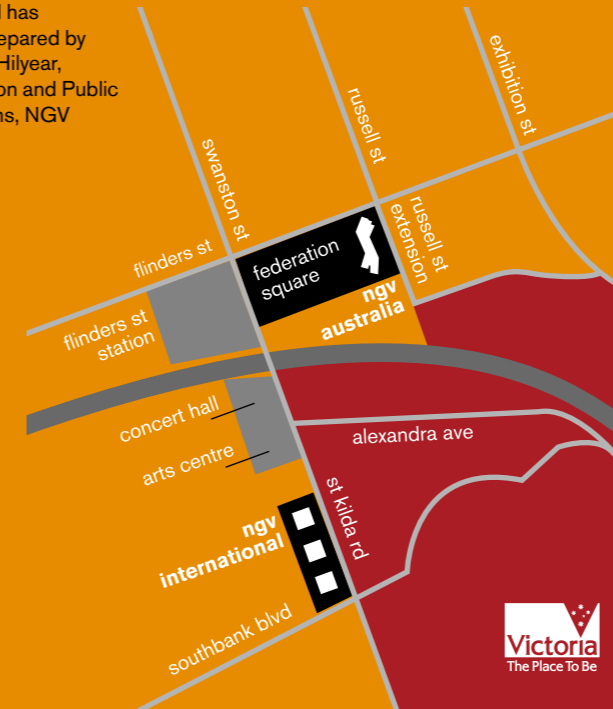 l has
epared by
Hilyear,
on and Public
ns, NGV
exhibition st
russell st
swanston st
russell st
extension
flinders st
federation
square
ngv
australia
flinders st
station
concert hall
alexandra ave
arts centre
st kilda rd
ngv
international
southbank blvd
Victoria
The Place To Be